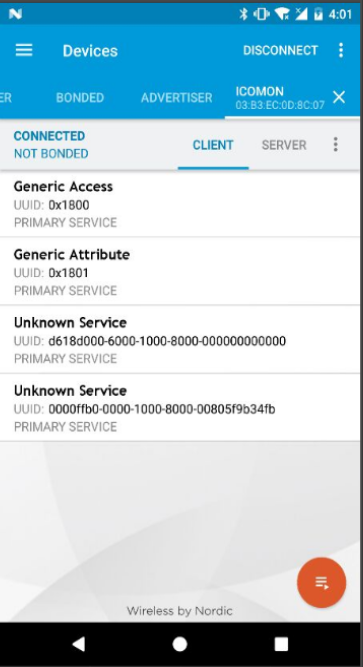 4:01
Devices
DISCONNECT
ER BONDED ADVERTISER ICOMON
03:B3:EC:0D:8C:07
CONNECTED
NOT BONDED
CLIENT SERVER
Generic Access
UUID: 0x1800
PRIMARY SERVICE
Generic Attribute
UUID: 0x1801
PRIMARY SERVICE
Unknown Service
UUID: d618d000-6000-1000-8000-000000000000
PRIMARY SERVICE
Unknown Service
UUID: 0000ffb0-0000-1000-8000-00805f9b34fb
PRIMARY SERVICE
Wireless by Nordic